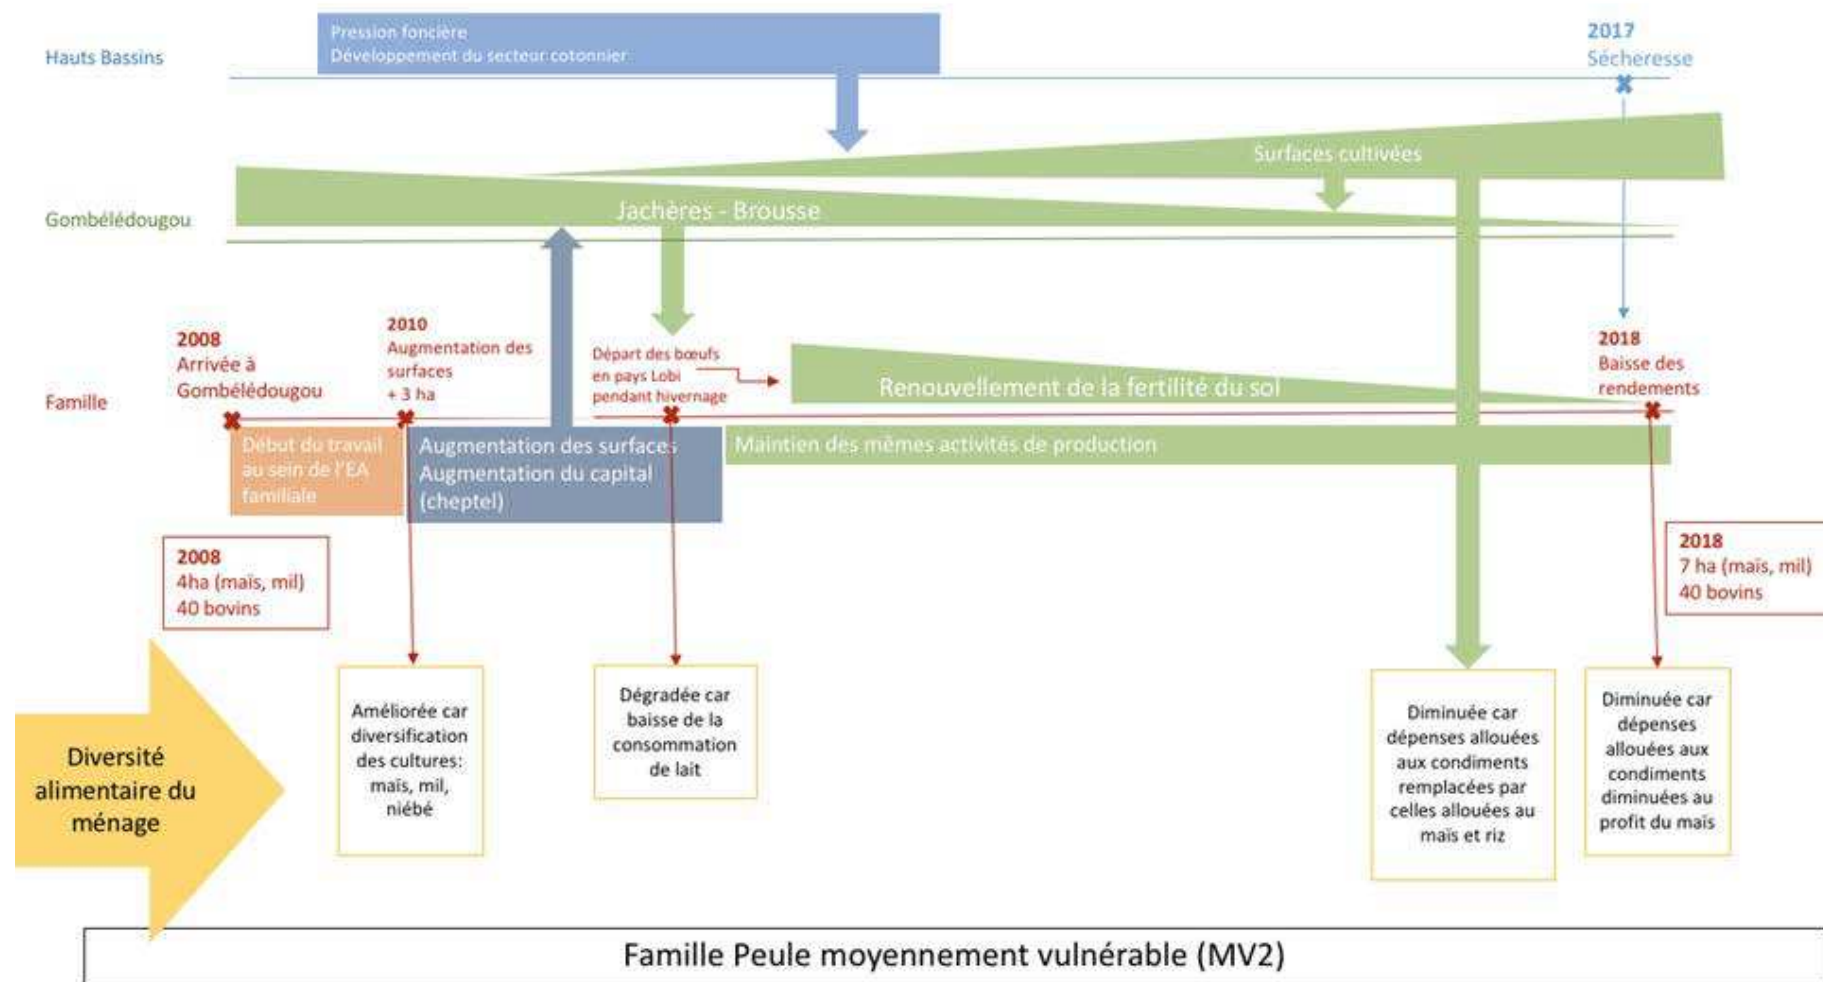 Pression foncière
Développement du secteur cotonnier
Hauts Bassins
2017
Sécheresse
Surfaces cultivées
Jachères - Brousse
Gombélédougou
2008
Arrivée à
Gombélédougou
2010
Augmentation des
surfaces
+ 3 ha
Départ des bœufs
en pays Lobi
pendant hivernage
Renouvellement de la fertilité du sol
2018
Baisse des
rendements
Famille
Début du travail
au sein de l'EA
familiale
Augmentation des surfaces
Augmentation du capital
(cheptel)
Maintien des mêmes activités de production
2008
4ha (maïs, mil)
40 bovins
2018
7 ha (maïs, mil)
40 bovins
Diversité
alimentaire du
ménage
Améliorée car
diversification
des cultures:
maïs, mil,
niébé
Dégradée car
baisse de la
consommation
de lait
Diminuée car
dépenses allouées
aux condiments
remplacées par
celles allouées au
maïs et riz
Diminuée car
dépenses
allouées aux
condiments
diminuées au
profit du maïs
Famille Peule moyennement vulnérable (MV2)